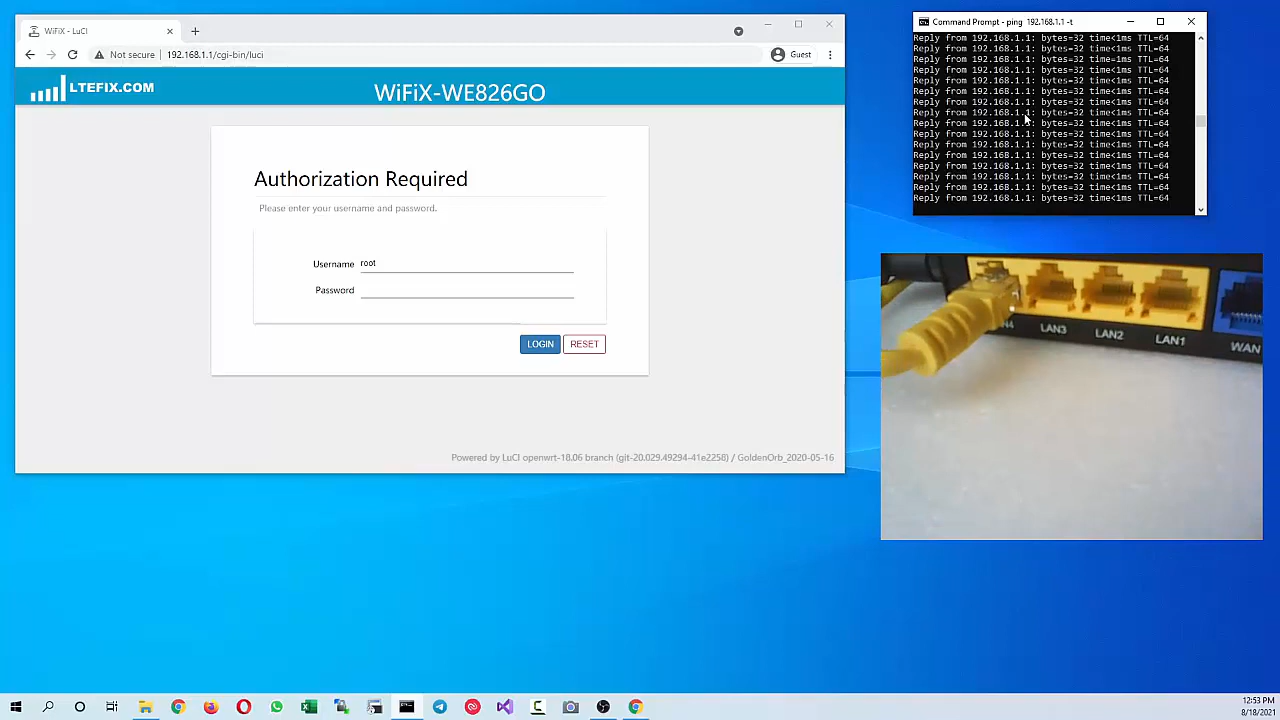 WiFiX - LuCI
Not secure
192.168.1.1/cgi-bin/luci
Guest
LTEFIX.COM
WiFiX-WE826GO
Authorization Required
Please enter your username and password.
Username root
Password
LOGIN RESET
Powered by LuCI openwrt-18.06 branch (git-20.029.49294-41e2258) / GoldenOrb_2020-05-16
Command Prompt - ping 192.168.1.1 -t
Reply from 192.168.1.1: bytes=32 time<1ms TTL=64
Reply from 192.168.1.1: bytes=32 time<1ms TTL=64
Reply from 192.168.1.1: bytes=32 time=1ms TTL=64
Reply from 192.168.1.1: bytes=32 time<1ms TTL=64
Reply from 192.168.1.1: bytes=32 time<1ms TTL=64
Reply from 192.168.1.1: bytes=32 time<1ms TTL=64
Reply from 192.168.1.1: bytes=32 time<1ms TTL=64
Reply from 192.168.1.1: bytes=32 time<1ms TTL=64
Reply from 192.168.1.1: bytes=32 time<1ms TTL=64
Reply from 192.168.1.1: bytes=32 time<1ms TTL=64
Reply from 192.168.1.1: bytes=32 time<1ms TTL=64
Reply from 192.168.1.1: bytes=32 time<1ms TTL=64
Reply from 192.168.1.1: bytes=32 time<1ms TTL=64
Reply from 192.168.1.1: bytes=32 time<1ms TTL=64
Reply from 192.168.1.1: bytes=32 time<1ms TTL=64
Reply from 192.168.1.1: bytes=32 time<1ms TTL=64
LAN3 LAN2 LAN1 WAN
12:53 PM
8/18/2021